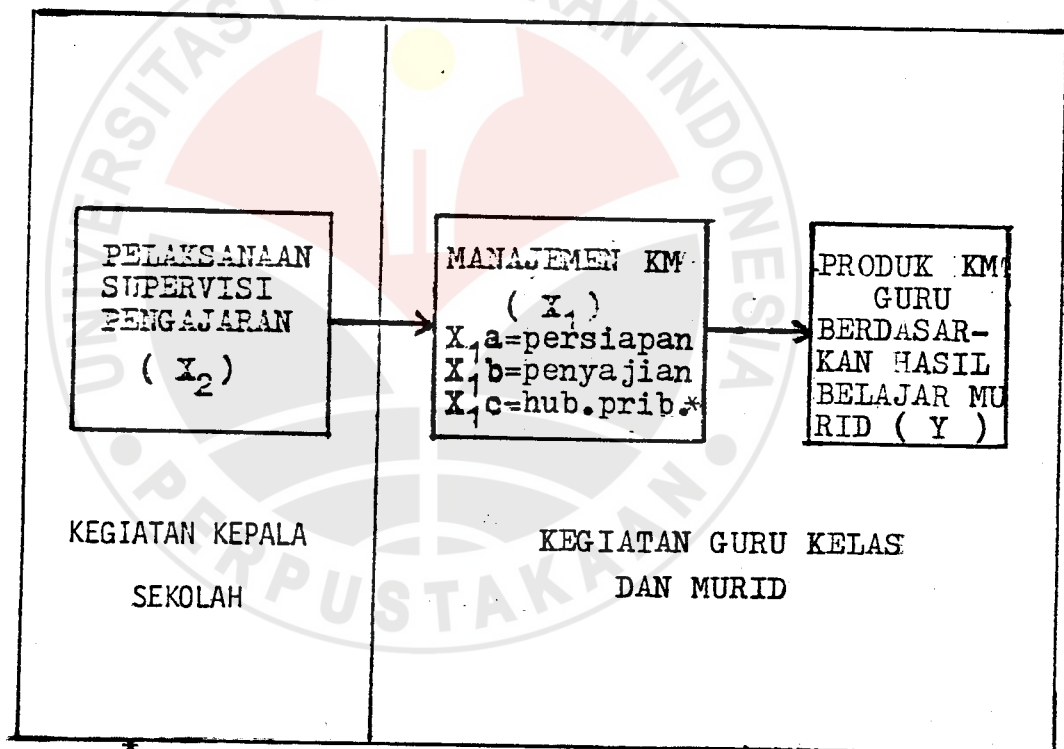 PELAKSANAAN
SUPERVISI
PENGAJARAN
( X₂ )
MANAJEMEN KM
( X₁ )
X₁a=persiapan
X₁b=penyajian
X₁c=hub.prib.*
PRODUK KM
GURU
BERDASAR-
KAN HASIL
BELAJAR MU
RID ( Y )
KEGIATAN KEPALA
SEKOLAH
KEGIATAN GURU KELAS
DAN MURID
PERPUSTAKAAN